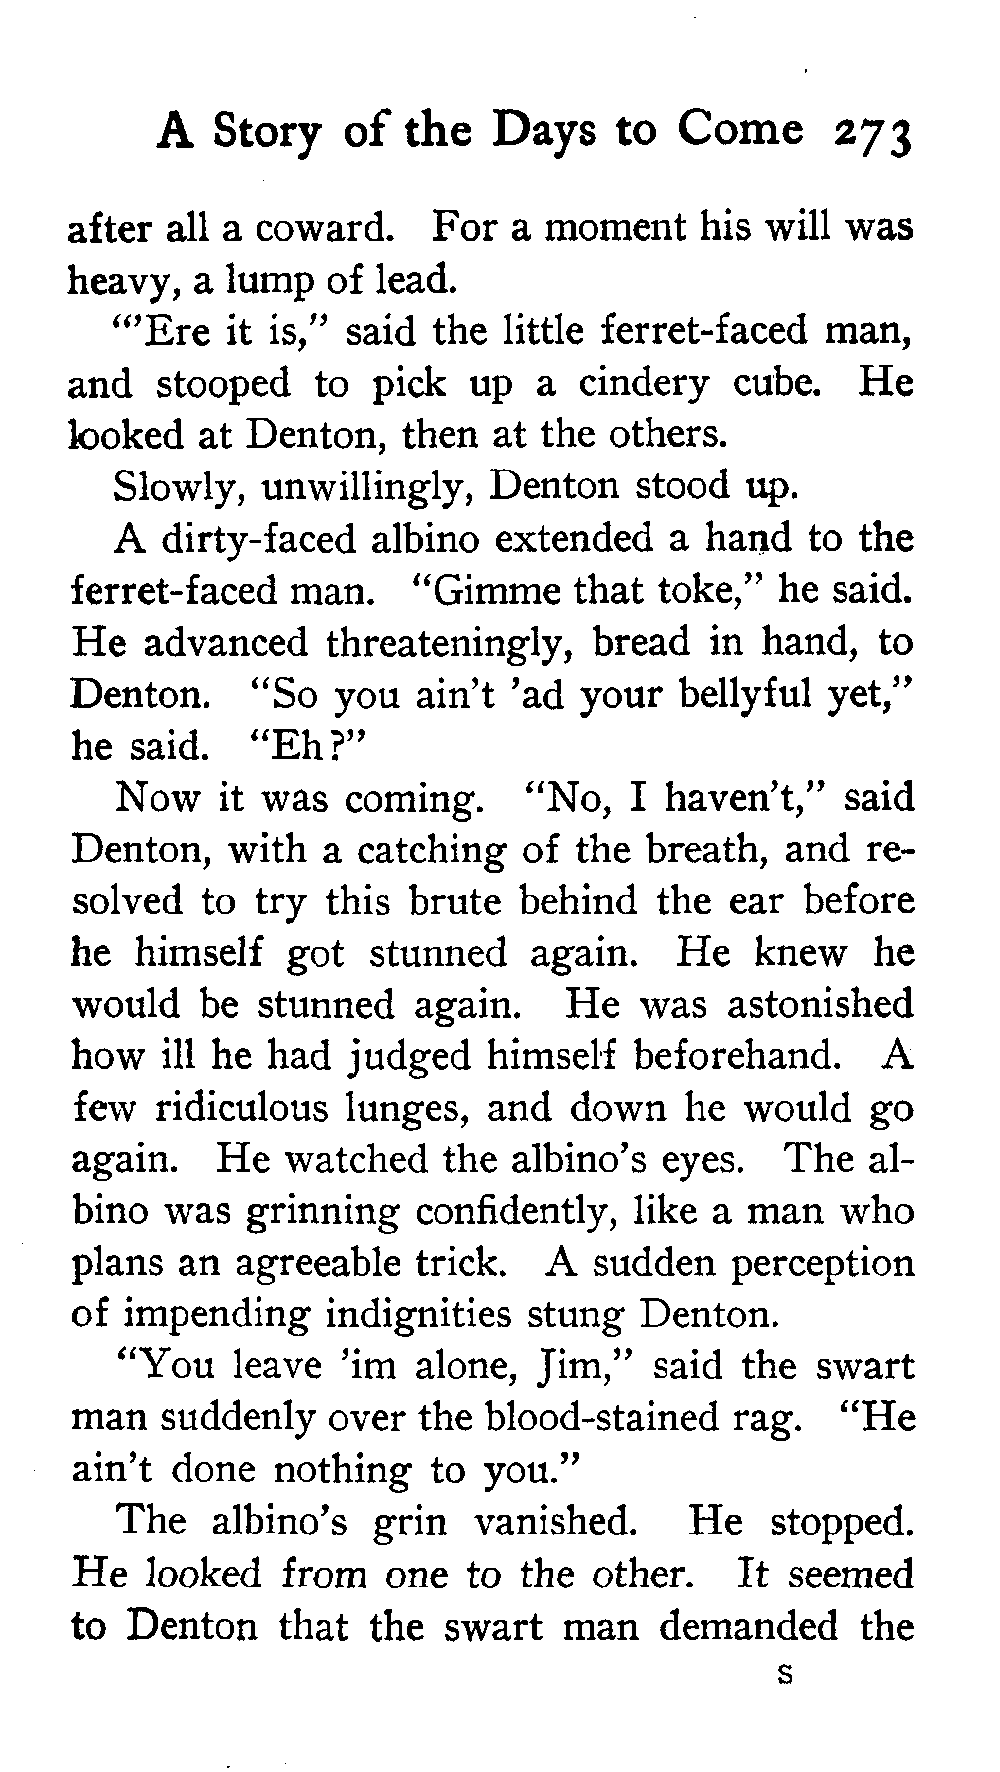 A Story of the Days to Come 273
after all a coward. For a moment his will was
heavy, a lump of lead.
“’Ere it is,” said the little ferret-faced man,
and stooped to pick up a cindery cube. He
looked at Denton, then at the others.
Slowly, unwillingly, Denton stood up.
A dirty-faced albino extended a hand to the
ferret-faced man. “Gimme that toke,” he said.
He advanced threateningly, bread in hand, to
Denton. “So you ain’t ’ad your bellyful yet,”
he said. “Eh?”
Now it was coming. “No, I haven’t,” said
Denton, with a catching of the breath, and re-
solved to try this brute behind the ear before
he himself got stunned again. He knew he
would be stunned again. He was astonished
how ill he had judged himself beforehand. A
few ridiculous lunges, and down he would go
again. He watched the albino’s eyes. The al-
bino was grinning confidently, like a man who
plans an agreeable trick. A sudden perception
of impending indignities stung Denton.
“You leave ’im alone, Jim,” said the swart
man suddenly over the blood-stained rag. “He
ain’t done nothing to you.”
The albino’s grin vanished. He stopped.
He looked from one to the other. It seemed
to Denton that the swart man demanded the
S